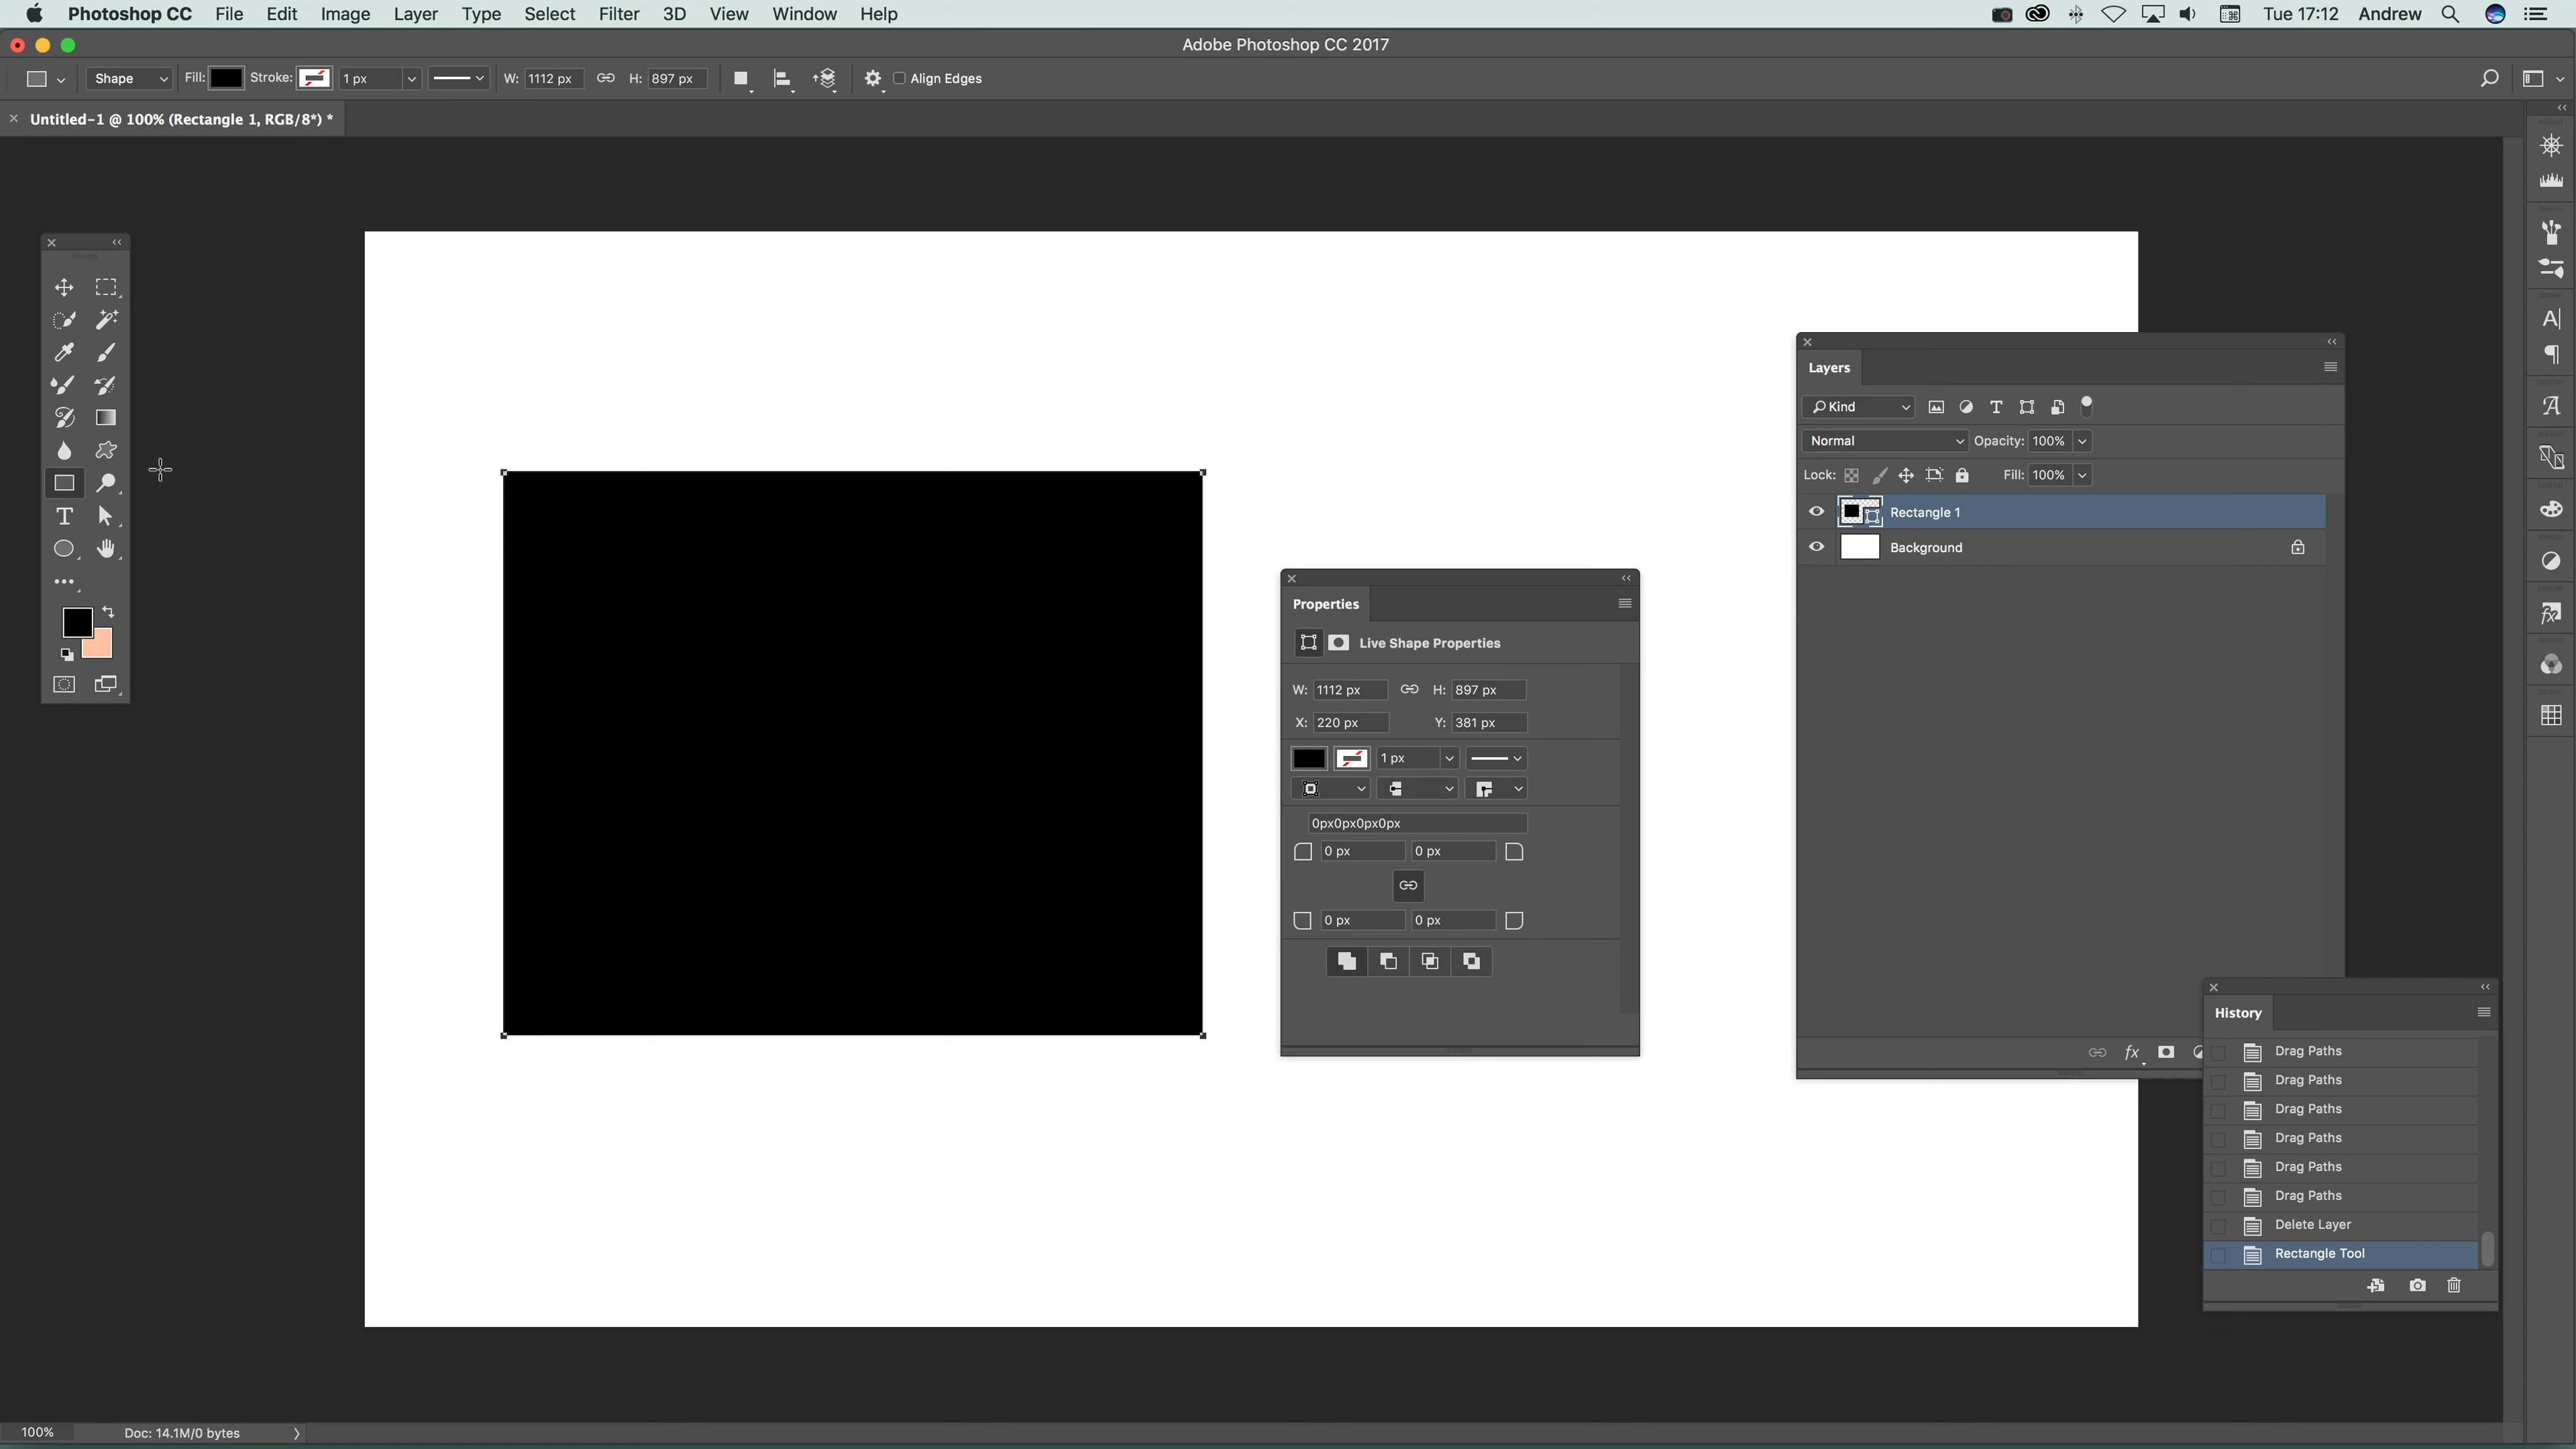 Photoshop CC File Edit Image Layer Type Select Filter 3D View Window Help Tue 17:12 Andrew
Adobe Photoshop CC 2017
Shape Fill: Stroke: 1 px W: 1112 px H: 897 px Align Edges
Untitled-1 @ 100% (Rectangle 1, RGB/8*) *
Layers
Kind
Normal Opacity: 100%
Lock: Fill: 100%
Rectangle 1
Background
Properties
Live Shape Properties
W: 1112 px H: 897 px
X: 220 px Y: 381 px
1 px
0px0px0px0px
0 px 0 px
0 px 0 px
fx
History
Drag Paths
Drag Paths
Drag Paths
Drag Paths
Drag Paths
Drag Paths
Delete Layer
Rectangle Tool
100% Doc: 14.1M/0 bytes